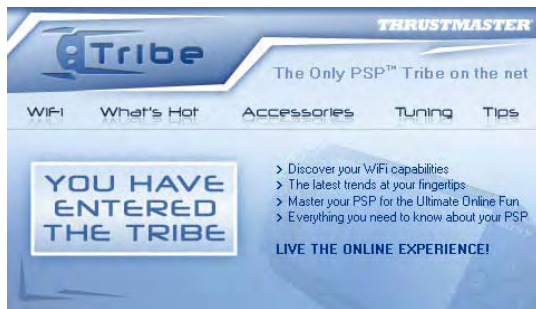 THRUSTMASTER
Tribe
The Only PSP™ Tribe on the net
WiFi What's Hot Accessories Tuning Tips
YOU HAVE
ENTERED
THE TRIBE
> Discover your WiFi capabilities
> The latest trends at your fingertips
> Master your PSP for the Ultimate Online Fun
> Everything you need to know about your PSP
LIVE THE ONLINE EXPERIENCE!